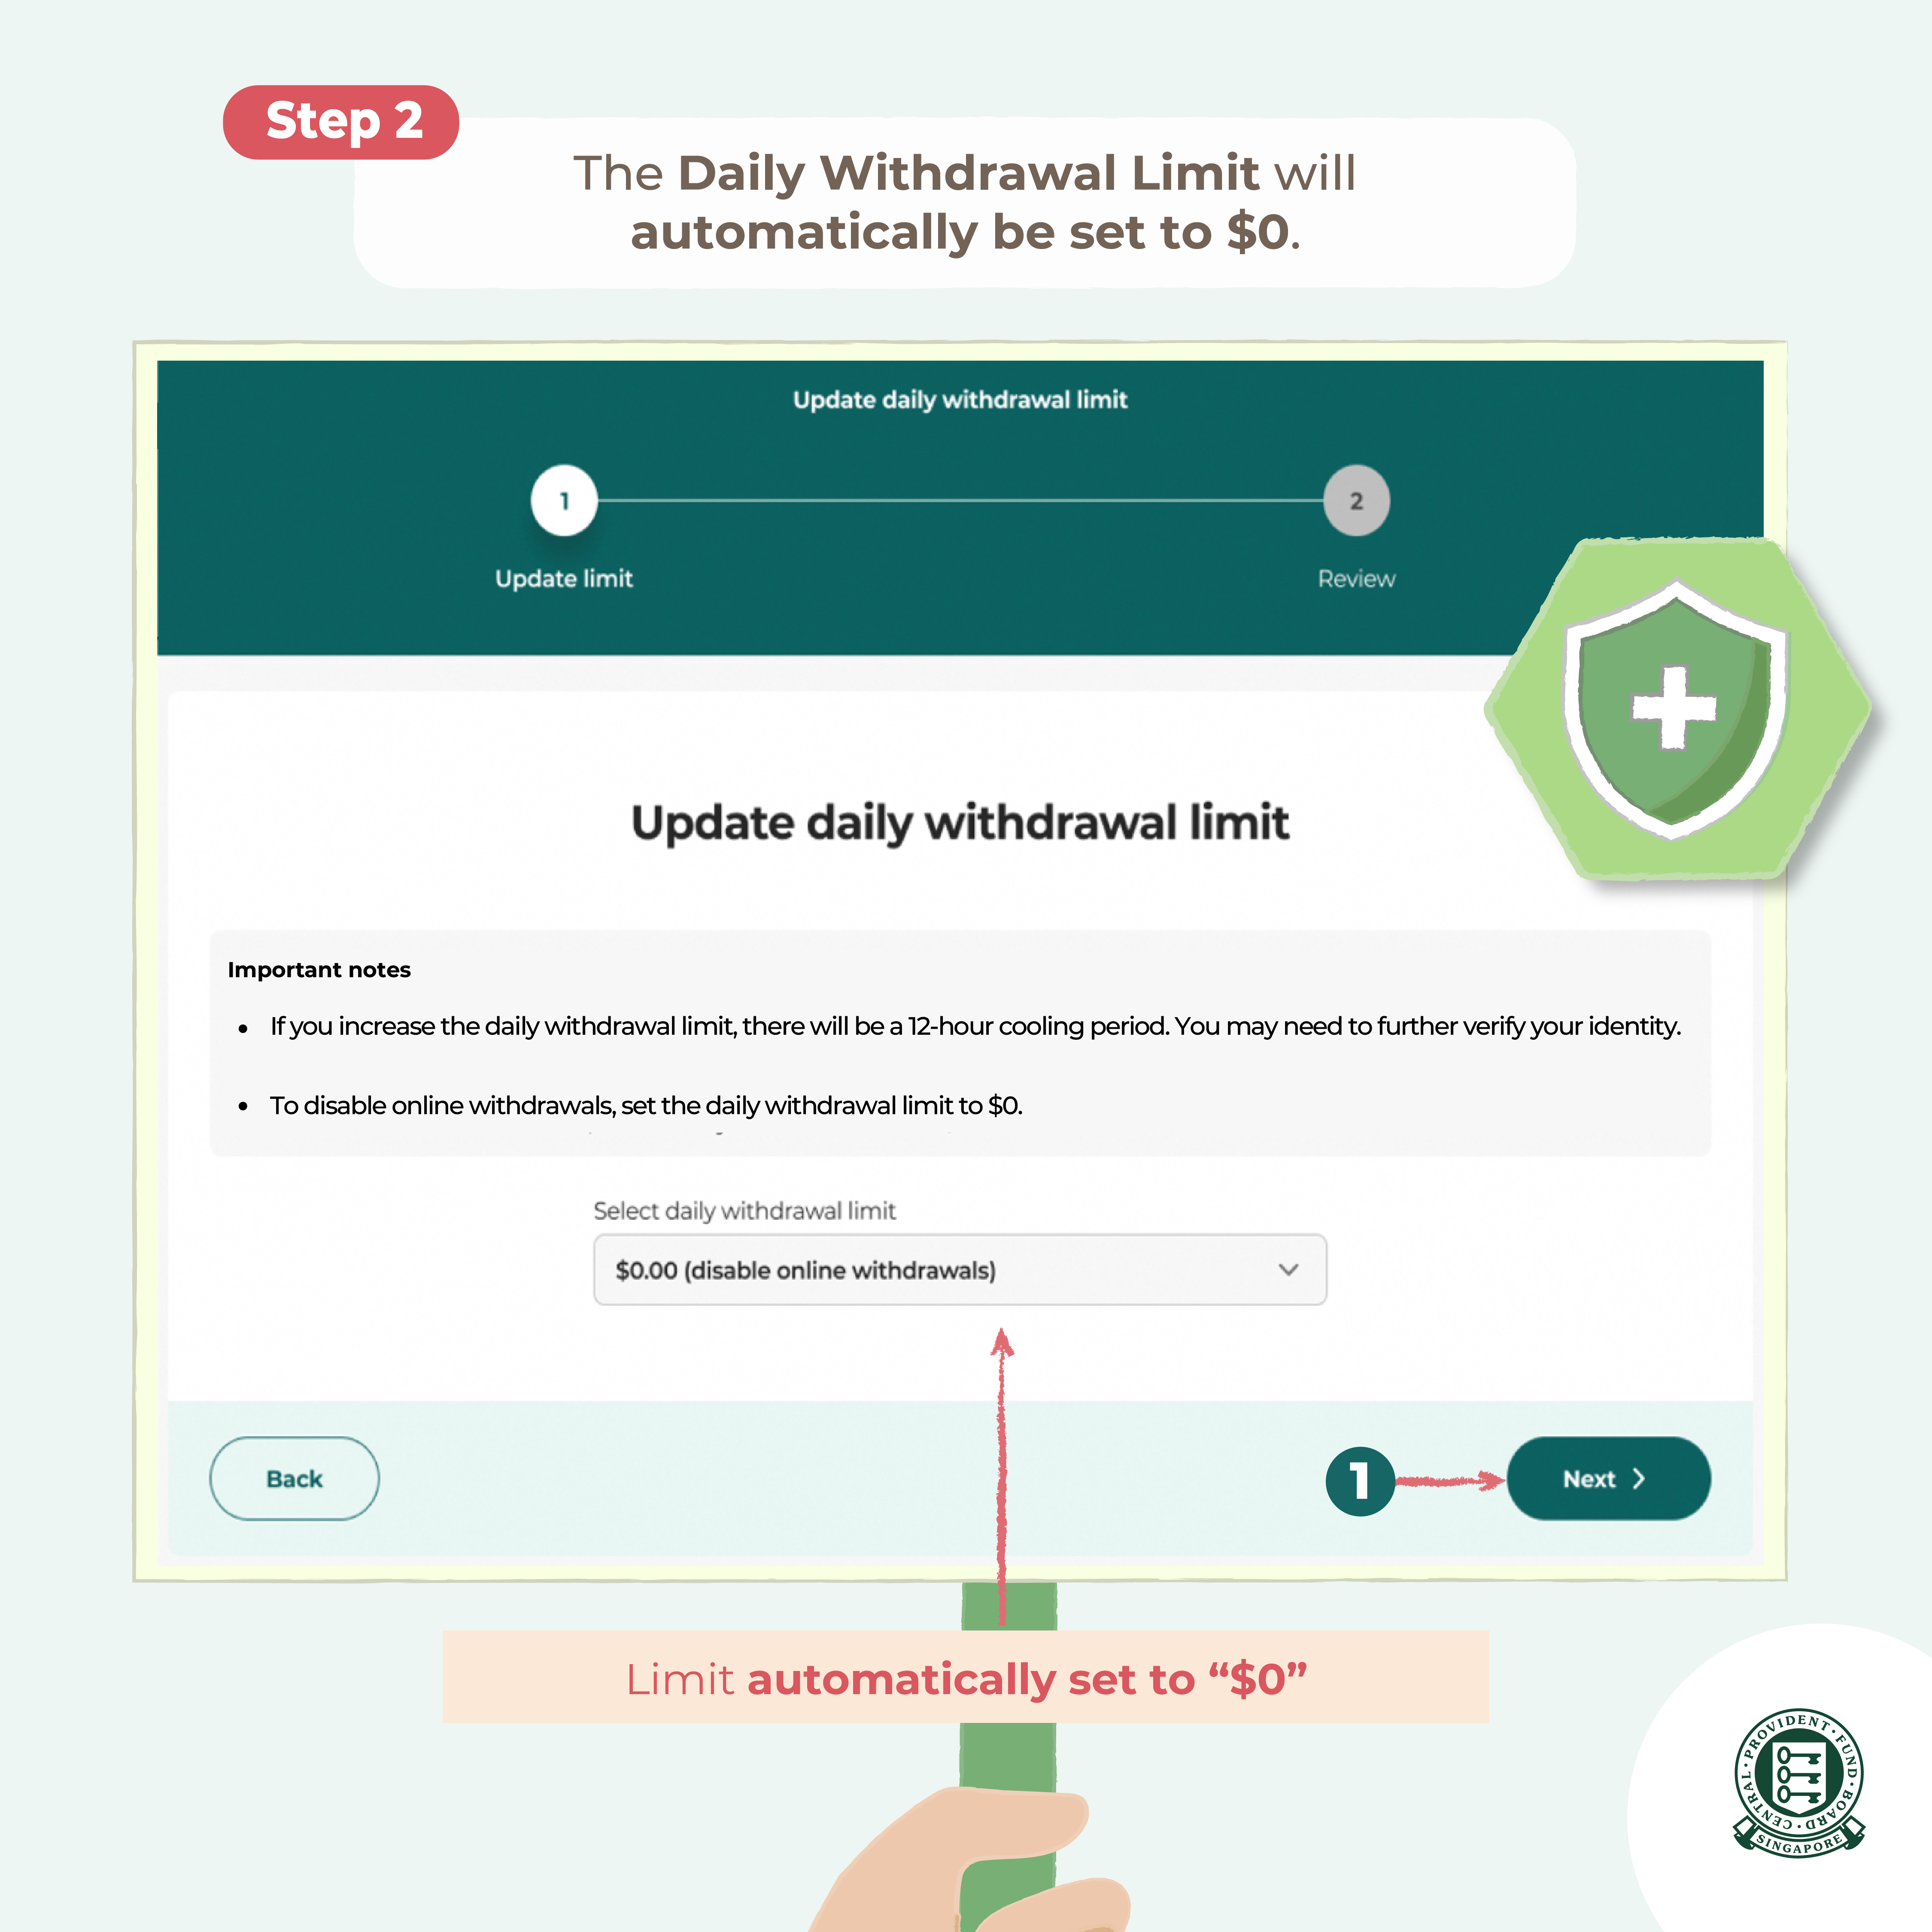 Step 2
The Daily Withdrawal Limit will
automatically be set to $0.
Update daily withdrawal limit
1
2
Update limit
Review
Update daily withdrawal limit
Important notes
• If you increase the daily withdrawal limit, there will be a 12-hour cooling period. You may need to further verify your identity.
• To disable online withdrawals, set the daily withdrawal limit to $0.
Select daily withdrawal limit
$0.00 (disable online withdrawals)
Back
1
Next
Limit automatically set to “$0”
CENTRAL · PROVIDENT · FUND · BOARD
SINGAPORE